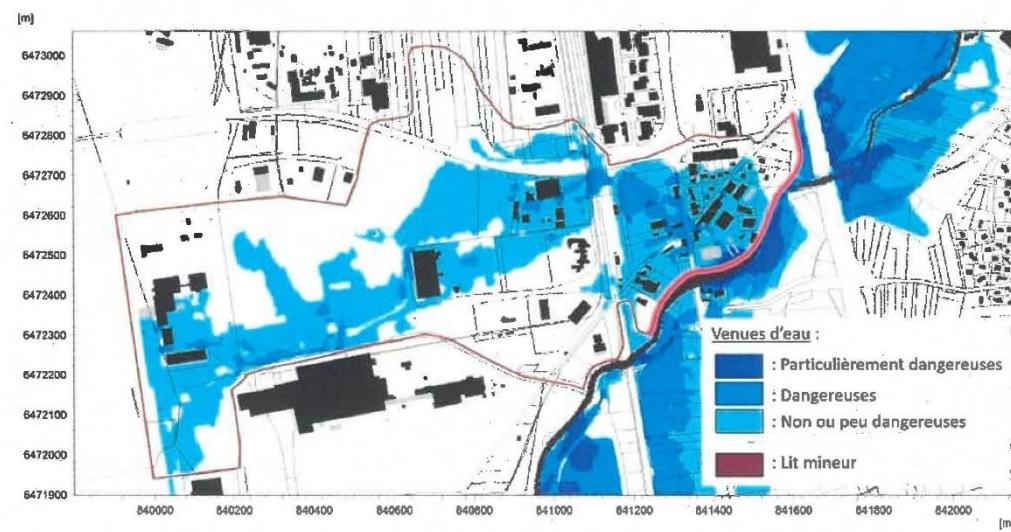 [m]
6473000
6472900
6472800
6472700
6472600
6472500
6472400
6472300
6472200
6472100
6472000
6471900
Venues d'eau :
: Particulièrement dangereuses
: Dangereuses
: Non ou peu dangereuses
: Lit mineur
840000 840200 840400 840600 840800 841000 841200 841400 841600 841800 842000
[m